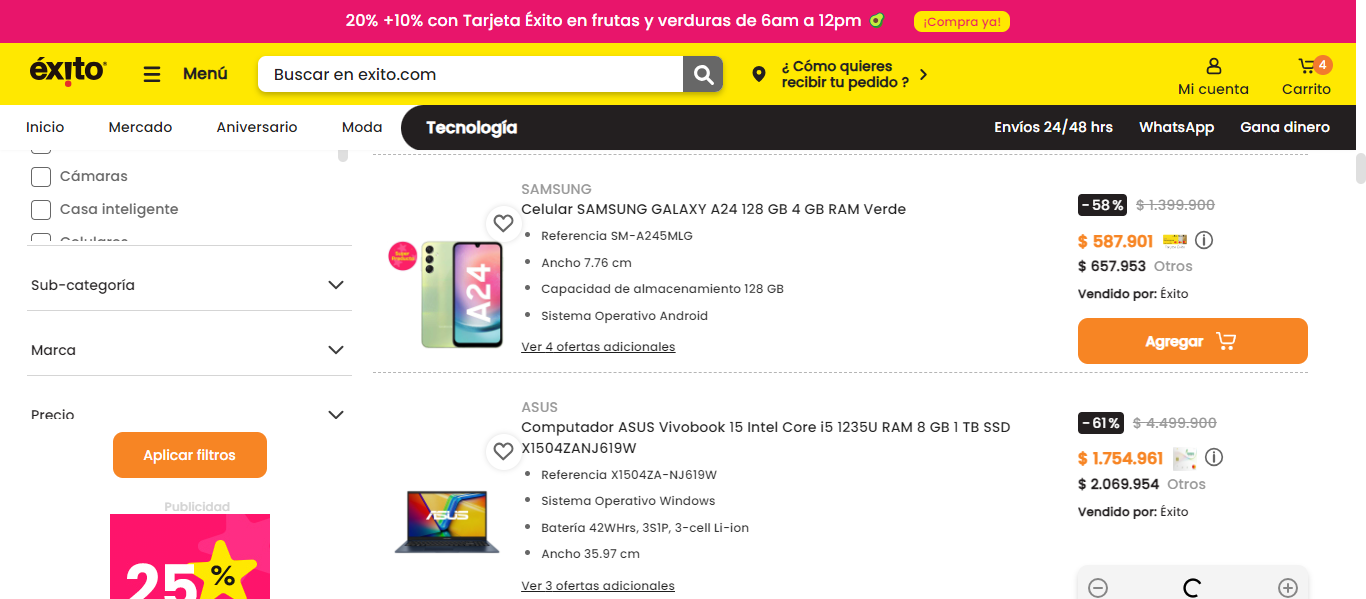 20% +10% con Tarjeta Éxito en frutas y verduras de 6am a 12pm
¡Compra ya!
éxito
Menú
Buscar en exito.com
¿ Cómo quieres
recibir tu pedido ?
Mi cuenta
4
Carrito
Inicio
Mercado
Aniversario
Moda
Tecnología
Envíos 24/48 hrs
WhatsApp
Gana dinero
Cámaras
Casa inteligente
Celulares
Sub-categoría
Marca
Precio
Aplicar filtros
Publicidad
25%
SAMSUNG
Celular SAMSUNG GALAXY A24 128 GB 4 GB RAM Verde
Referencia SM-A245MLG
Ancho 7.76 cm
Capacidad de almacenamiento 128 GB
Sistema Operativo Android
Ver 4 ofertas adicionales
A24
-58%
$ 1.399.900
$ 587.901
$ 657.953 Otros
Vendido por: Éxito
Agregar
ASUS
Computador ASUS Vivobook 15 Intel Core i5 1235U RAM 8 GB 1 TB SSD
X1504ZANJ619W
Referencia X1504ZA-NJ619W
Sistema Operativo Windows
Batería 42WHrs, 3S1P, 3-cell Li-ion
Ancho 35.97 cm
Ver 3 ofertas adicionales
ASUS
-61%
$ 4.499.900
$ 1.754.961
$ 2.069.954 Otros
Vendido por: Éxito